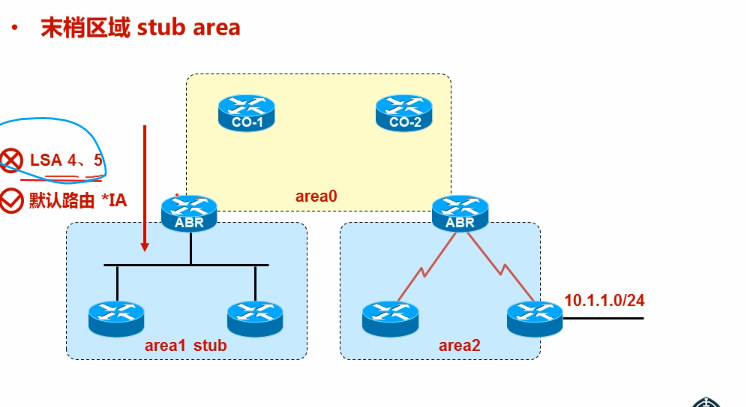 • 末梢区域 stub area
CO-1
CO-2
LSA 4、5
默认路由 *IA
area0
ABR
ABR
10.1.1.0/24
area1 stub
area2